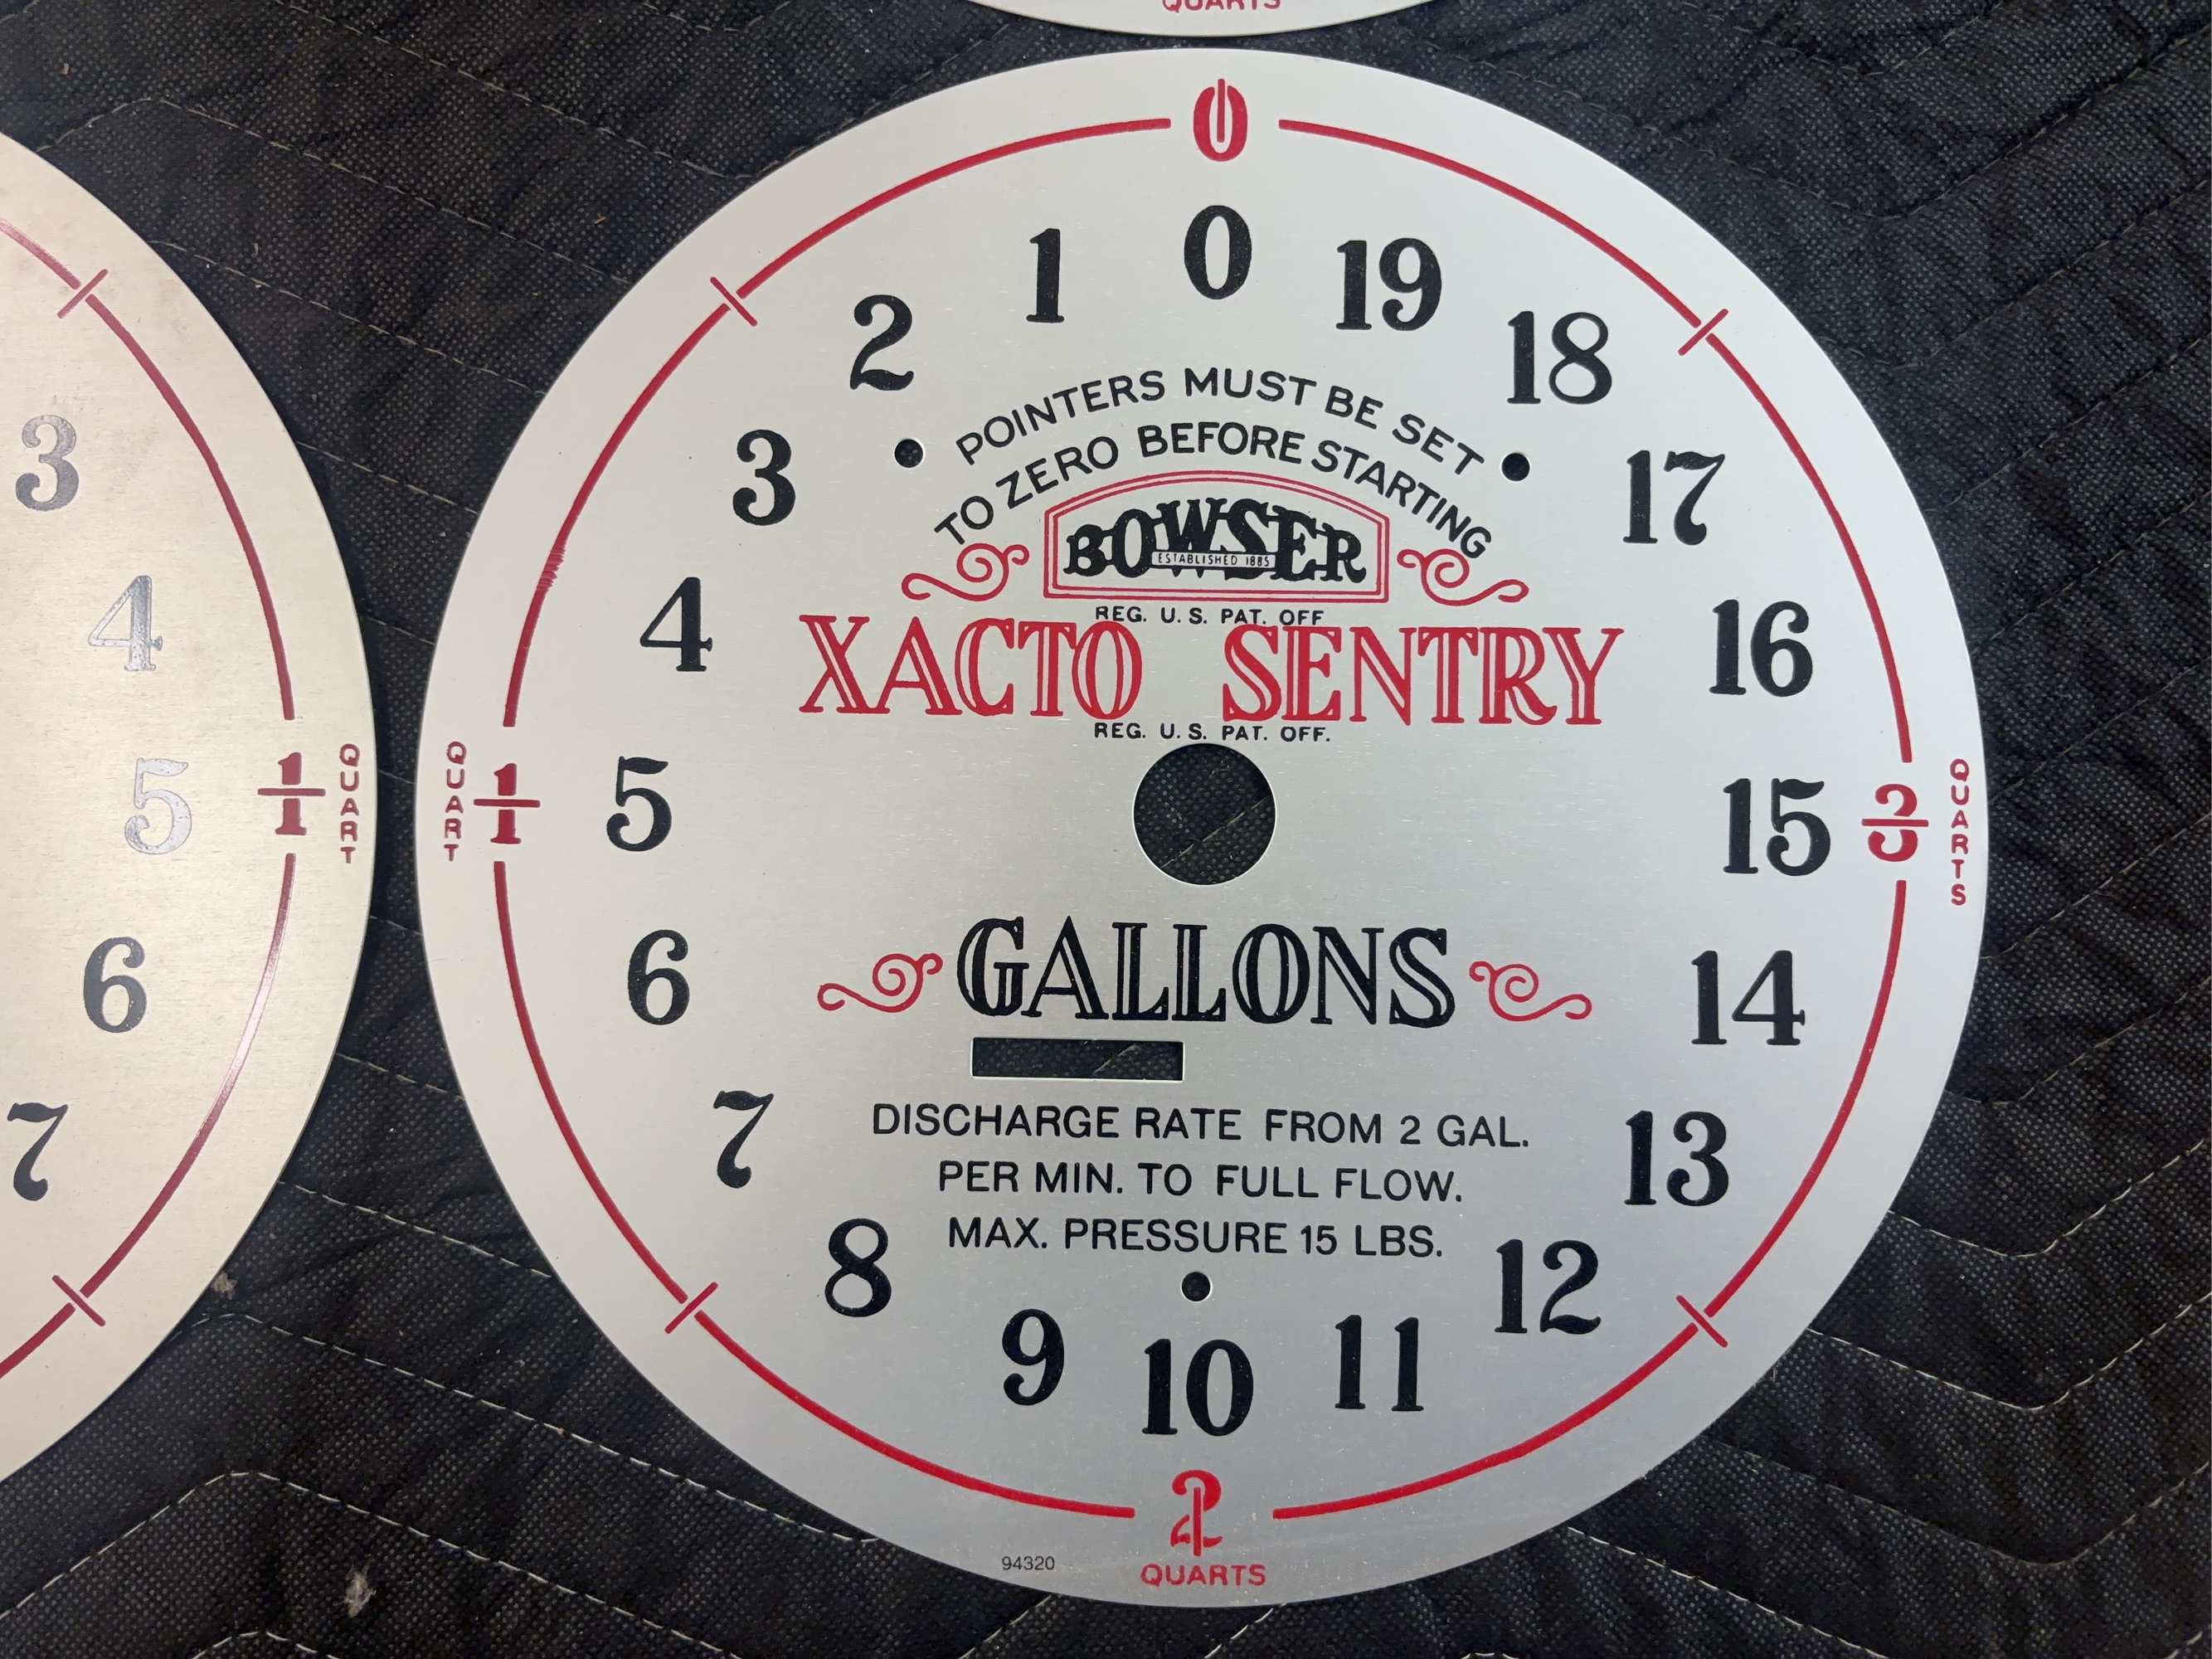 QUARTS
0
0
1
19
2
18
POINTERS MUST BE SET
TO ZERO BEFORE STARTING
3
17
BOWSER
ESTABLISHED 1885
REG. U.S. PAT. OFF
XACTO SENTRY
REG. U.S. PAT. OFF.
4
16
5
15
QUART
1
3
QUARTS
6
14
GALLONS
7
13
DISCHARGE RATE FROM 2 GAL.
PER MIN. TO FULL FLOW.
MAX. PRESSURE 15 LBS.
8
12
9
10
11
2
QUARTS
94320
3
4
5
1
QUART
6
7